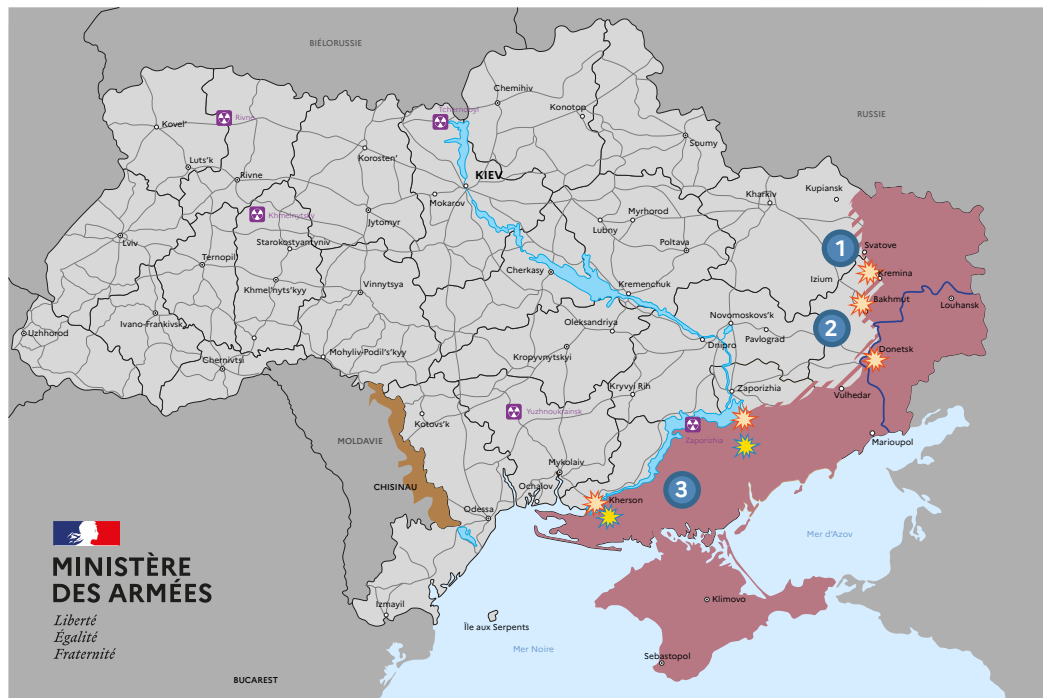 BIÉLORUSSIE
RUSSIE
Chernihiv
Konotop
Tchernobyl
Rivne
Kovel'
Soumy
Korosten'
Luts'k
Rivne
KIEV
Kupiansk
Kharkiv
Mokarov
Khmelnytsky
Jytomyr
Myrhorod
Lubny
Lviv
Starokostyantyniv
Poltava
1
Svatove
Ternopil
Cherkasy
Kremina
Izium
Khmel'nyts'kyy
Vinnytsya
Kremenchuk
Bakhmut
Louhansk
Ivano-Frankivsk
Oleksandriya
Novomoskovs'k
2
Uzhhorod
Pavlograd
Dnipro
Donetsk
Chernivtsi
Mohyliv-Podil's'kyy
Kropyvnytskyi
Kryvyi Rih
Zaporizhia
Vulhedar
Yuzhnoukrainsk
Kotovs'k
MOLDAVIE
Zaporizhia
Marioupol
Mykolaiv
CHISINAU
Ochalov
3
Kherson
Odessa
Mer d'Azov
MINISTÈRE
DES ARMÉES
Liberté
Égalité
Fraternité
Izmayil
Klimovo
Île aux Serpents
Mer Noire
Sebastopol
BUCAREST